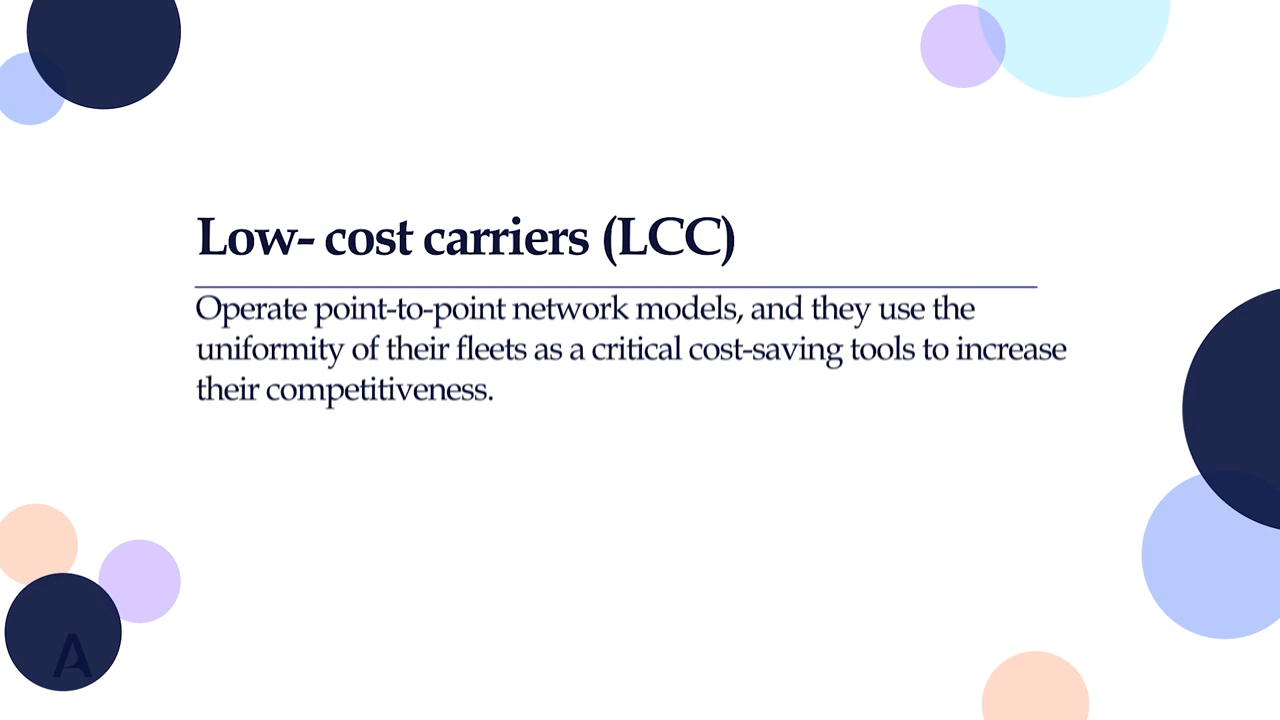 Low- cost carriers (LCC)
Operate point-to-point network models, and they use the
uniformity of their fleets as a critical cost-saving tools to increase
their competitiveness.
A